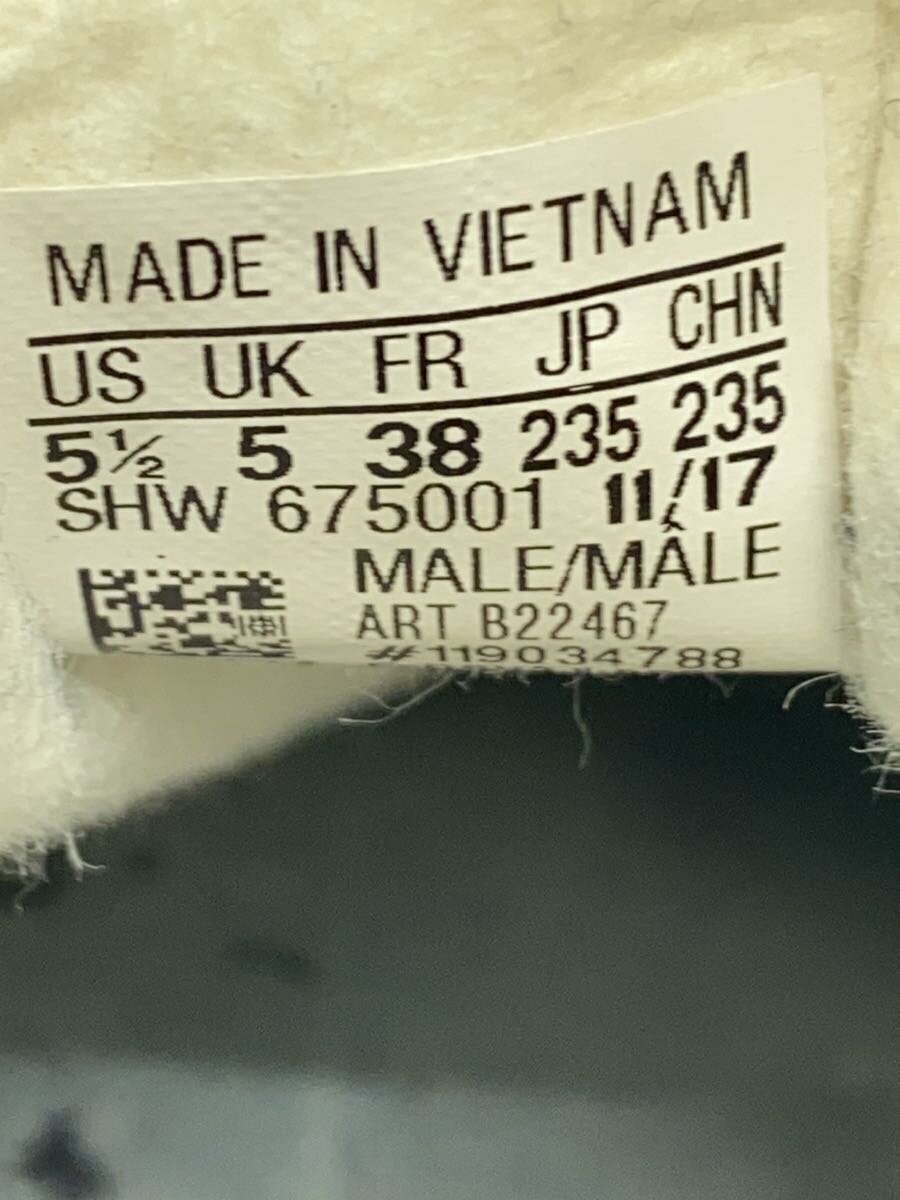 MADE IN VIETNAM
US UK FR JP CHN
5½ 5 38 235 235
SHW 675001 11/17
MALE/MÂLE
ART B22467
#119034788